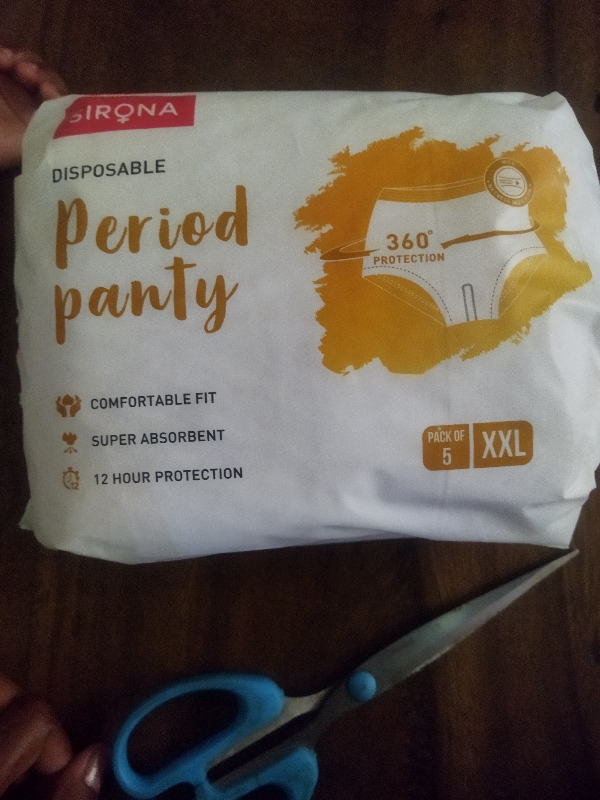 SIRONA
DISPOSABLE
Period
panty
360°
PROTECTION
COMFORTABLE FIT
SUPER ABSORBENT
12 HOUR PROTECTION
PACK OF
5
XXL